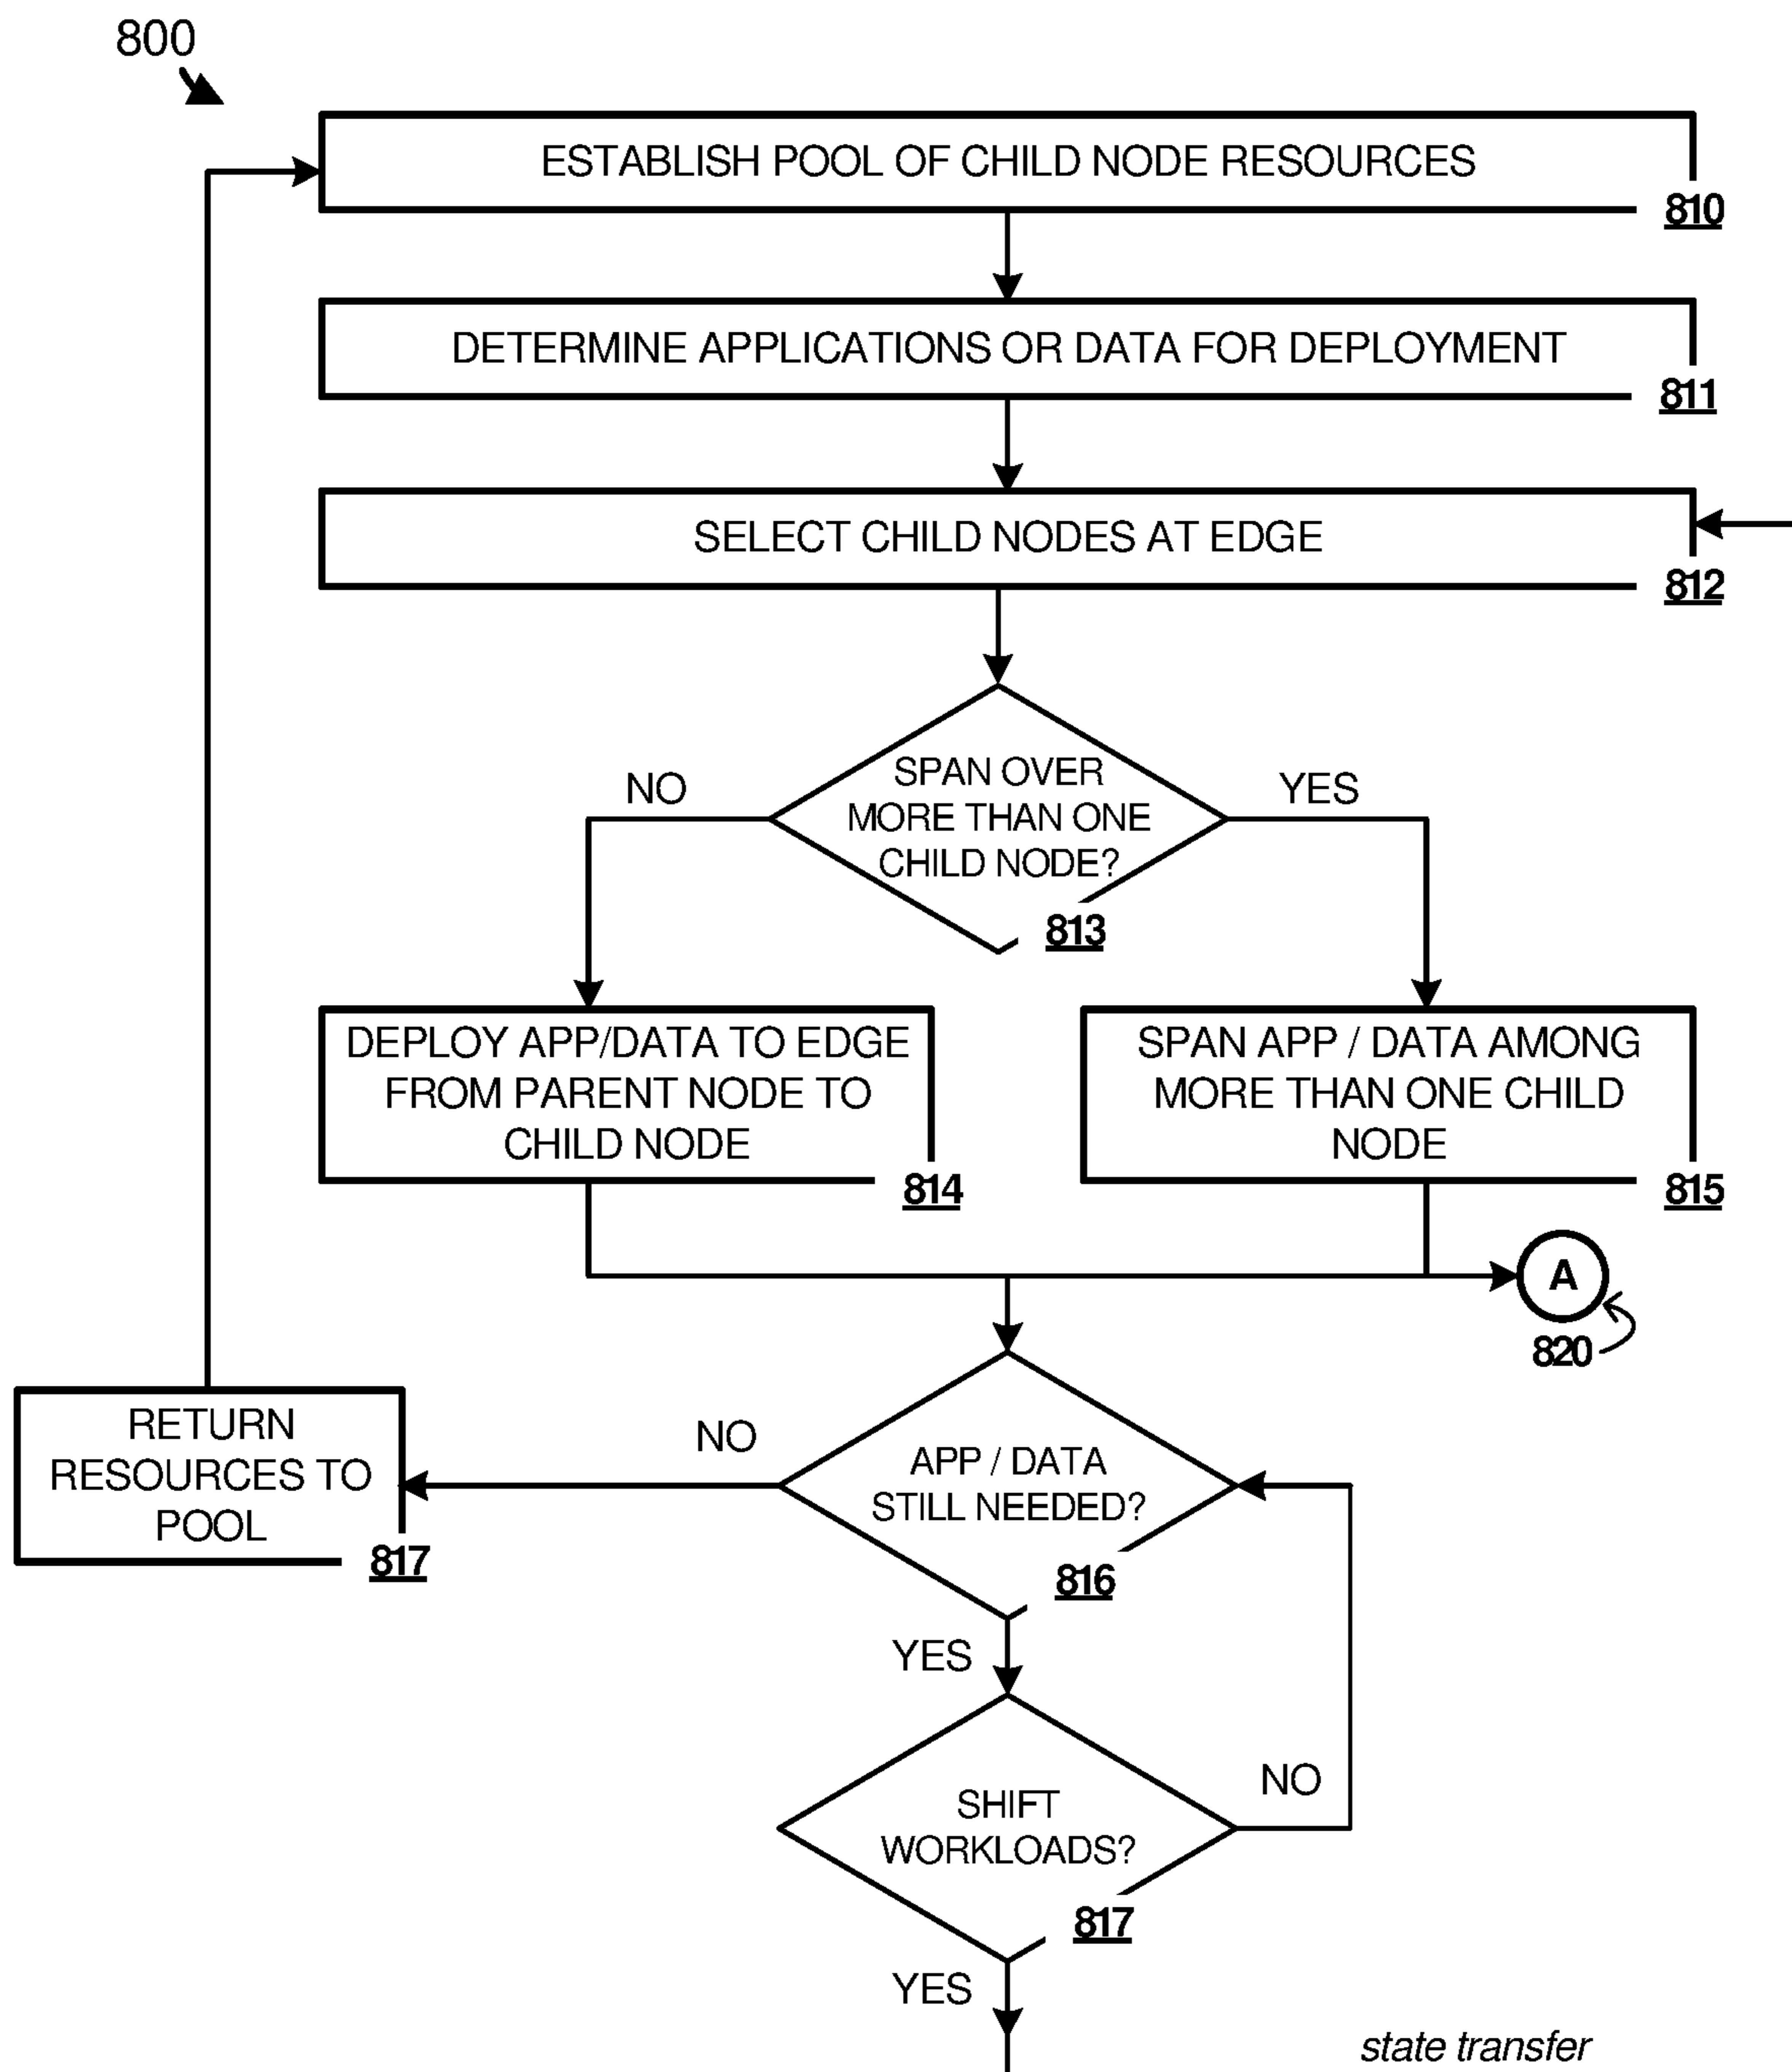 800
ESTABLISH POOL OF CHILD NODE RESOURCES
810
DETERMINE APPLICATIONS OR DATA FOR DEPLOYMENT
811
SELECT CHILD NODES AT EDGE
812
SPAN OVER
MORE THAN ONE
CHILD NODE?
813
NO
YES
DEPLOY APP/DATA TO EDGE
FROM PARENT NODE TO
CHILD NODE
814
SPAN APP / DATA AMONG
MORE THAN ONE CHILD
NODE
815
A
820
APP / DATA
STILL NEEDED?
816
NO
RETURN
RESOURCES TO
POOL
817
YES
SHIFT
WORKLOADS?
817
NO
YES
state transfer